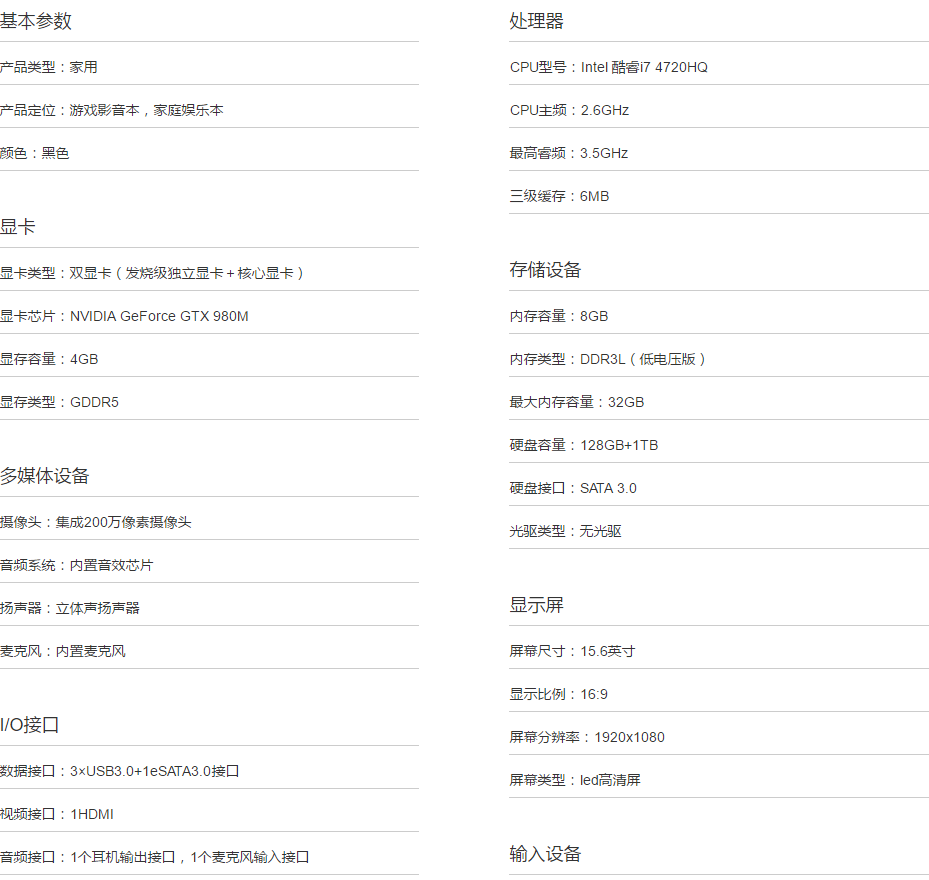 基本参数
产品类型：家用
产品定位：游戏影音本，家庭娱乐本
颜色：黑色
显卡
显卡类型：双显卡（发烧级独立显卡＋核心显卡）
显卡芯片：NVIDIA GeForce GTX 980M
显存容量：4GB
显存类型：GDDR5
多媒体设备
摄像头：集成200万像素摄像头
音频系统：内置音效芯片
扬声器：立体声扬声器
麦克风：内置麦克风
I/O接口
数据接口：3×USB3.0+1eSATA3.0接口
视频接口：1HDMI
音频接口：1个耳机输出接口，1个麦克风输入接口
处理器
CPU型号：Intel 酷睿i7 4720HQ
CPU主频：2.6GHz
最高睿频：3.5GHz
三级缓存：6MB
存储设备
内存容量：8GB
内存类型：DDR3L（低电压版）
最大内存容量：32GB
硬盘容量：128GB+1TB
硬盘接口：SATA 3.0
光驱类型：无光驱
显示屏
屏幕尺寸：15.6英寸
显示比例：16:9
屏幕分辨率：1920x1080
屏幕类型：led高清屏
输入设备